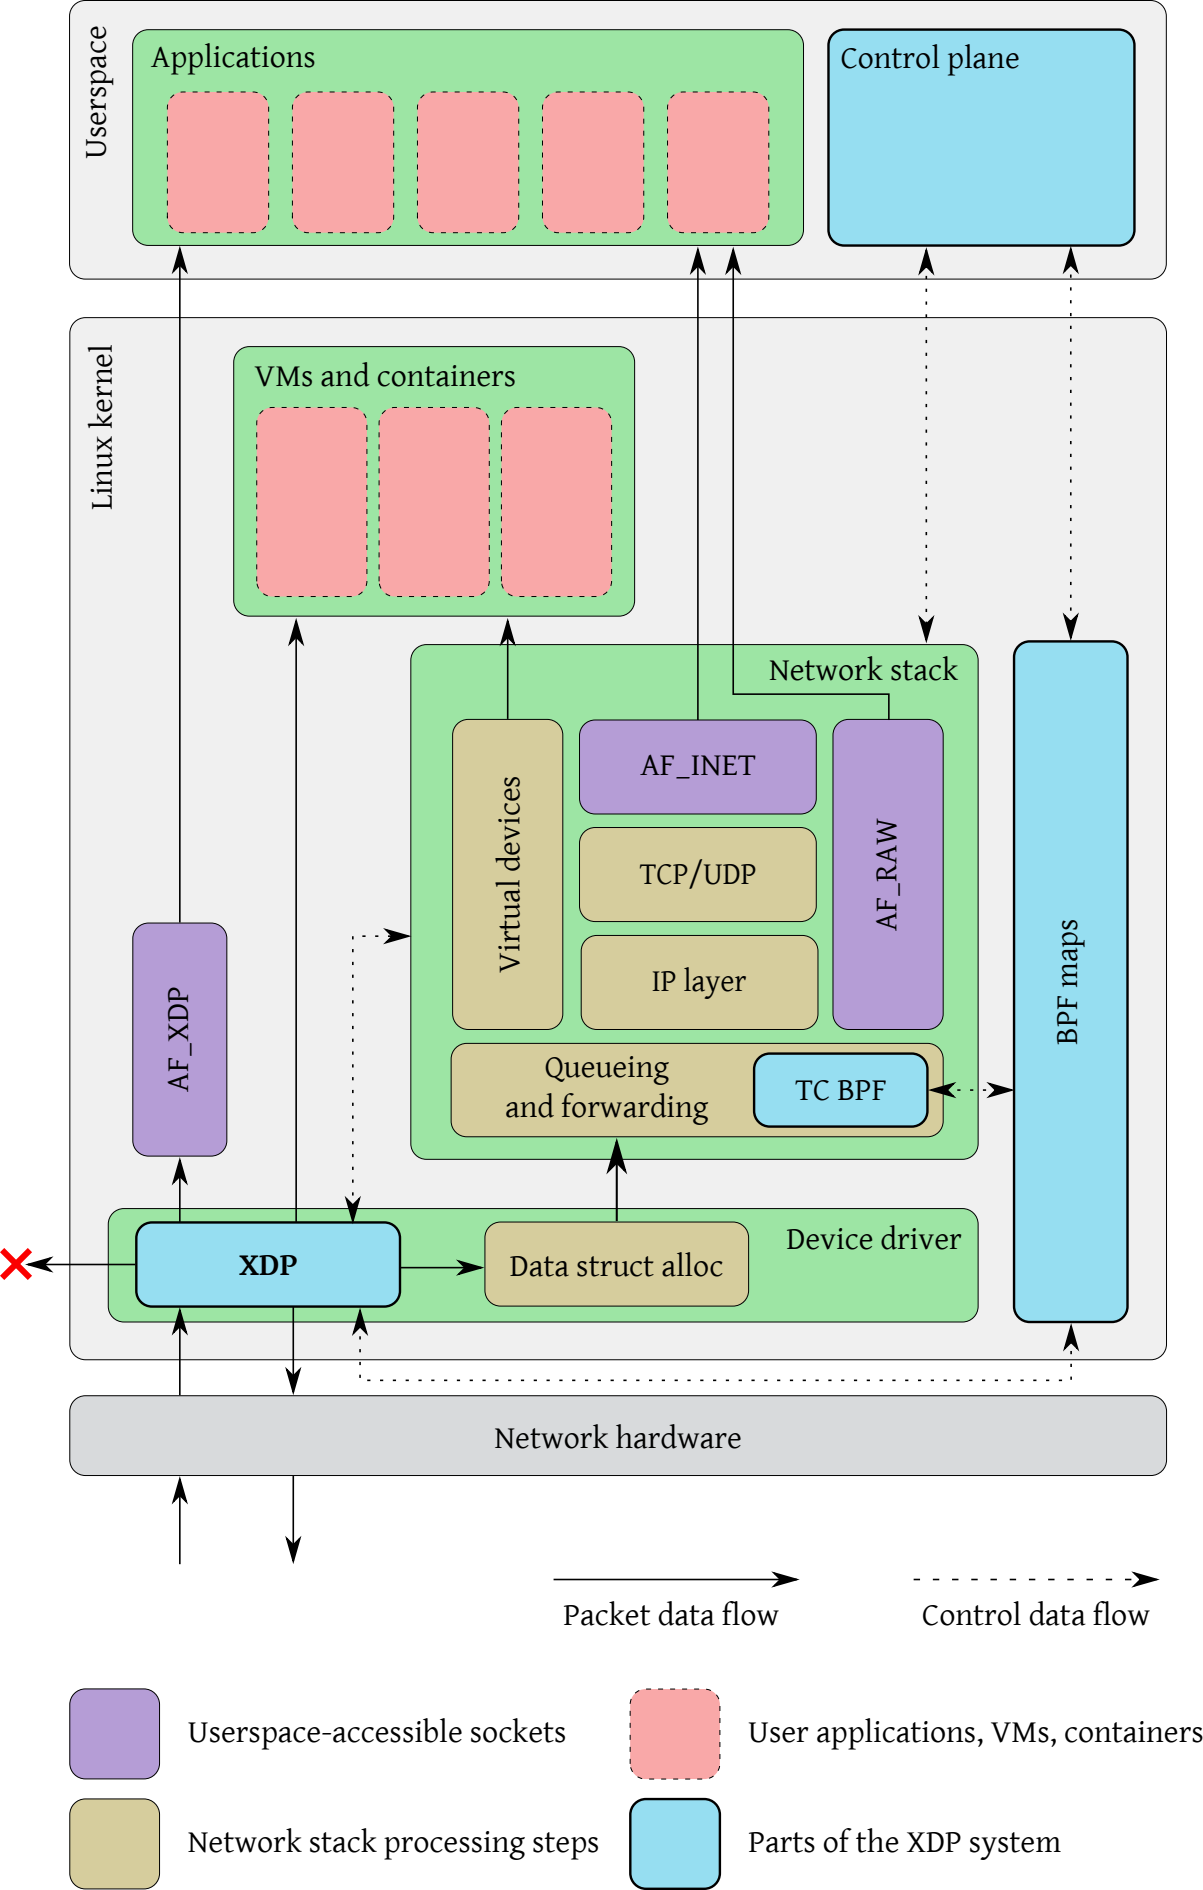 Userspace
Applications
Control plane
Linux kernel
VMs and containers
Network stack
Virtual devices
AF_INET
AF_RAW
TCP/UDP
IP layer
BPF maps
AF_XDP
Queueing
and forwarding
TC BPF
Device driver
XDP
Data struct alloc
Network hardware
Packet data flow
Control data flow
Userspace-accessible sockets
User applications, VMs, containers
Network stack processing steps
Parts of the XDP system